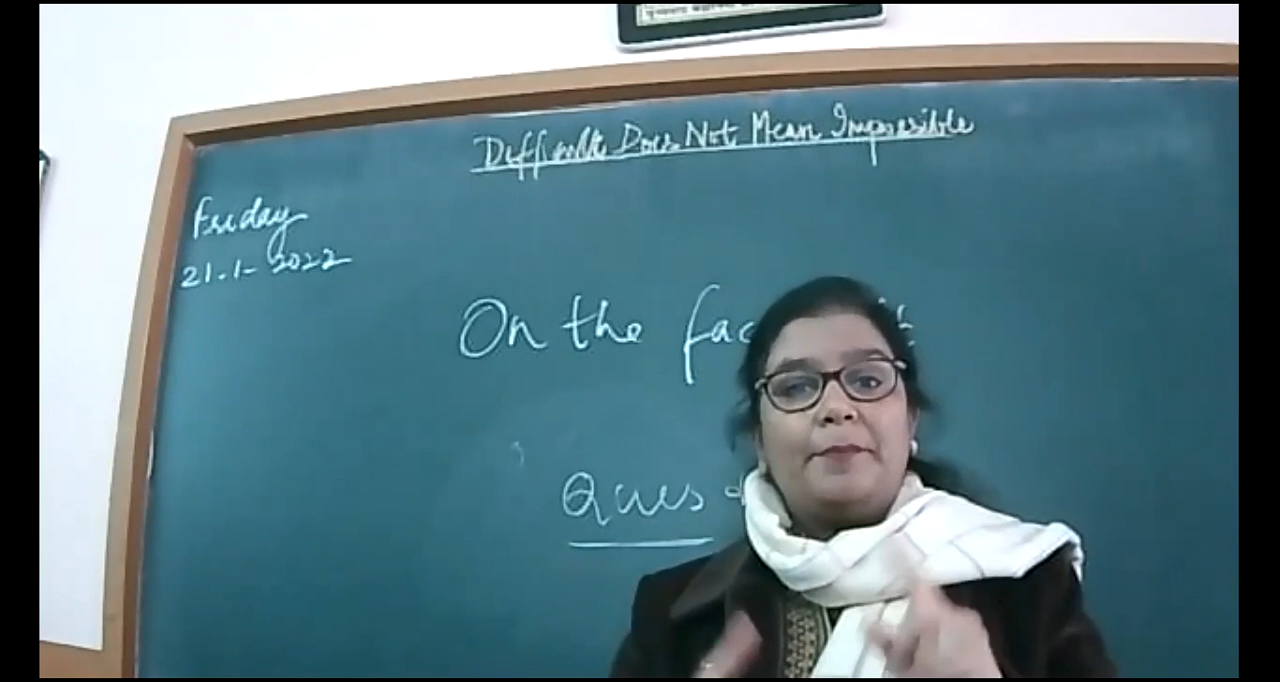 Difficult Does Not Mean Impossible
Friday
21-1-2022
On the fac
Ques